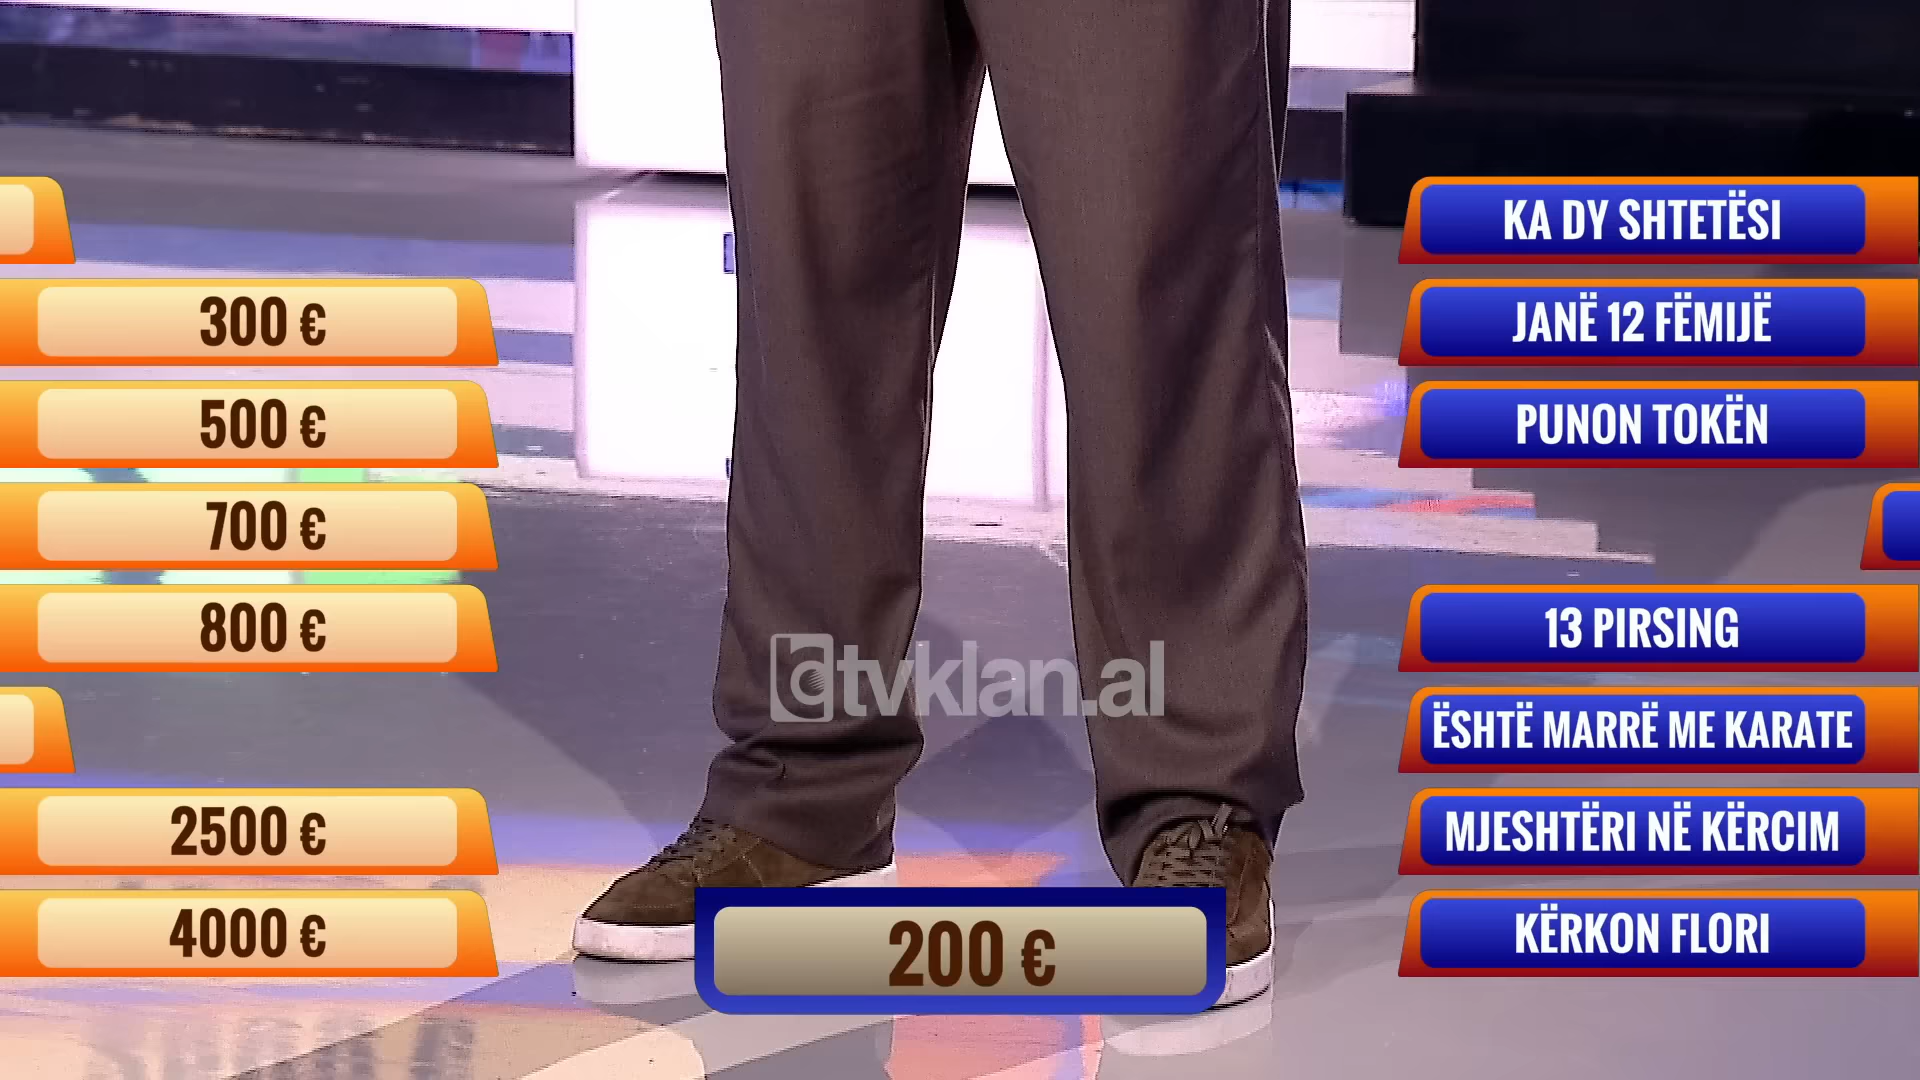 300 €
500 €
700 €
800 €
2500 €
4000 €
KA DY SHTETËSI
JANË 12 FËMIJË
PUNON TOKËN
13 PIRSING
ËSHTË MARRË ME KARATE
MJESHTËRI NË KËRCIM
KËRKON FLORI
tvklan.al
200 €